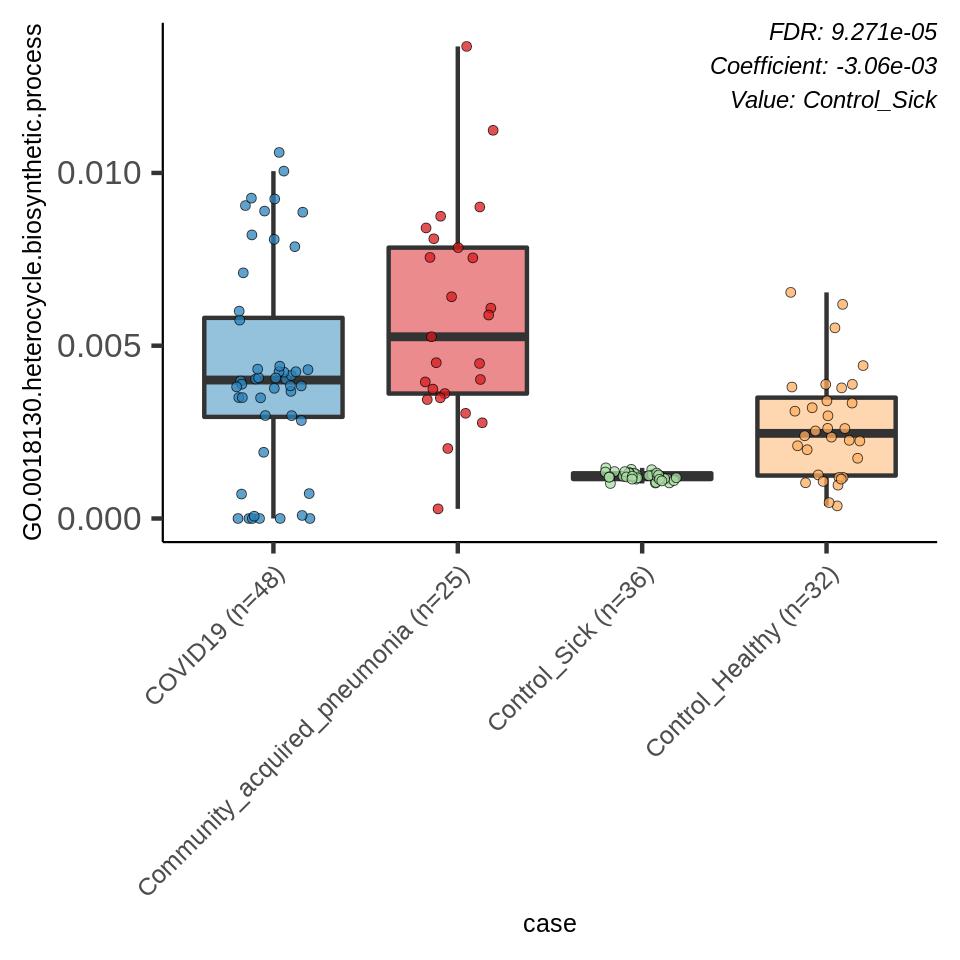 FDR: 9.271e-05
Coefficient: -3.06e-03
Value: Control_Sick
GO.0018130.heterocycle.biosynthetic.process
0.010
0.005
0.000
COVID19 (n=48)
Community_acquired_pneumonia (n=25)
Control_Sick (n=36)
Control_Healthy (n=32)
case